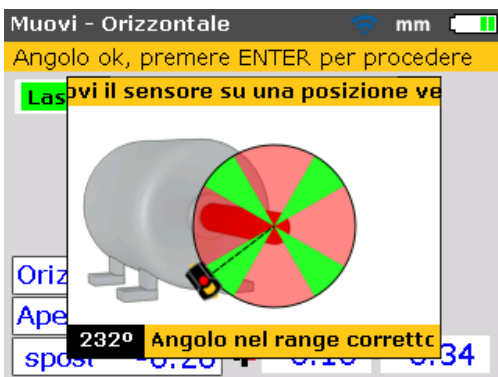 Muovi - Orizzontale mm
Angolo ok, premere ENTER per procedere
Las
ovi il sensore su una posizione ve
Oriz
Ape
232º Angolo nel range corretto
spost